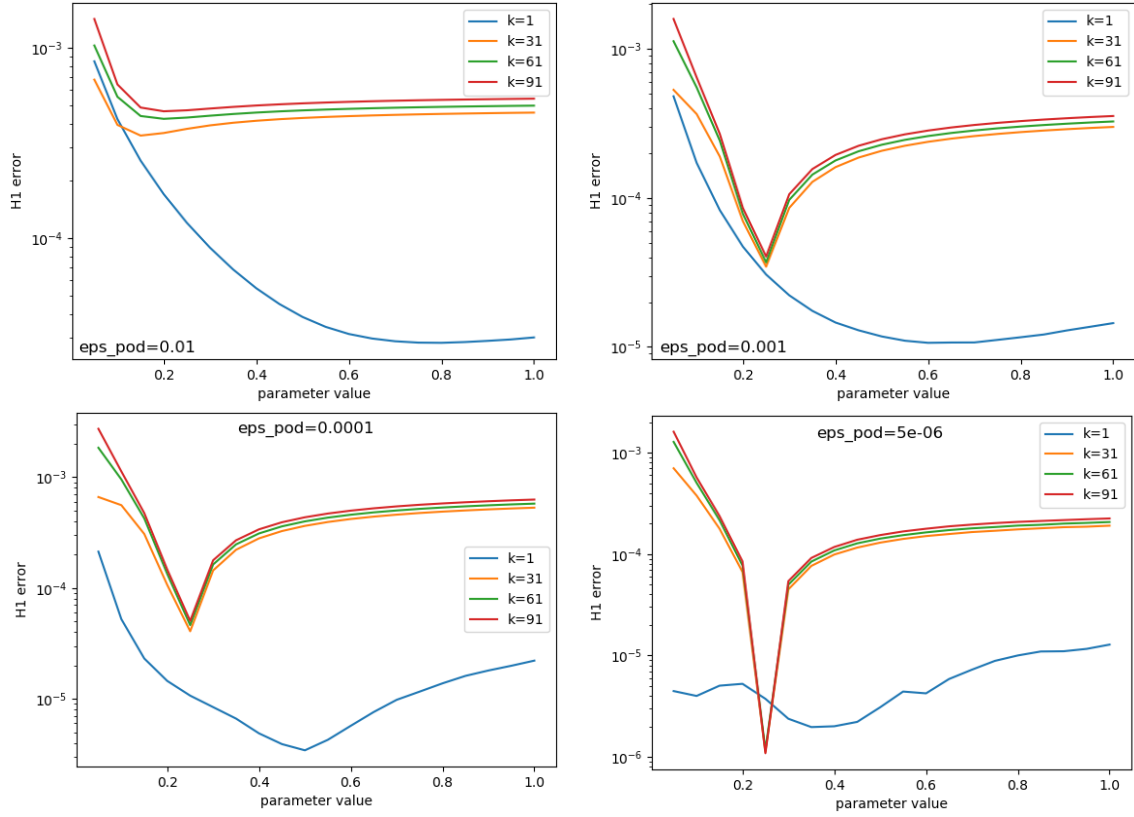 10⁻³
10⁻⁴
H1 error
k=1
k=31
k=61
k=91
eps_pod=0.01
0.2
0.4
0.6
0.8
1.0
parameter value
10⁻³
10⁻⁴
10⁻⁵
H1 error
k=1
k=31
k=61
k=91
eps_pod=0.001
0.2
0.4
0.6
0.8
1.0
parameter value
eps_pod=0.0001
10⁻³
10⁻⁴
10⁻⁵
H1 error
k=1
k=31
k=61
k=91
0.2
0.4
0.6
0.8
1.0
parameter value
eps_pod=5e-06
10⁻³
10⁻⁴
10⁻⁵
10⁻⁶
H1 error
k=1
k=31
k=61
k=91
0.2
0.4
0.6
0.8
1.0
parameter value